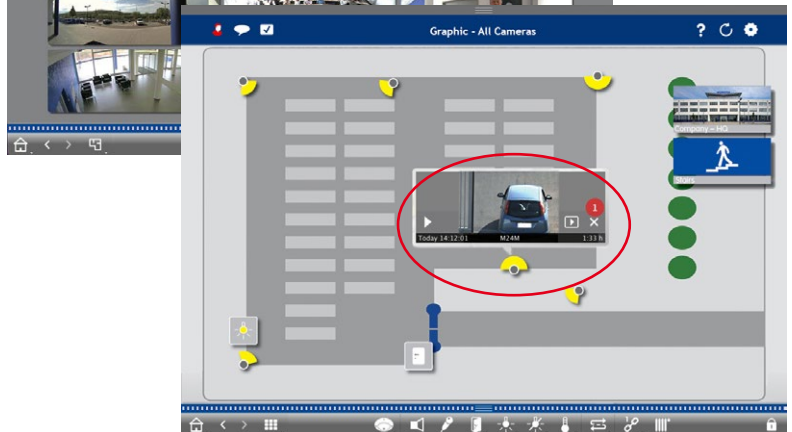 Graphic - All Cameras
?
Company - HQ
Stairs
1
Today 14:12:01 M24M 1:33 h